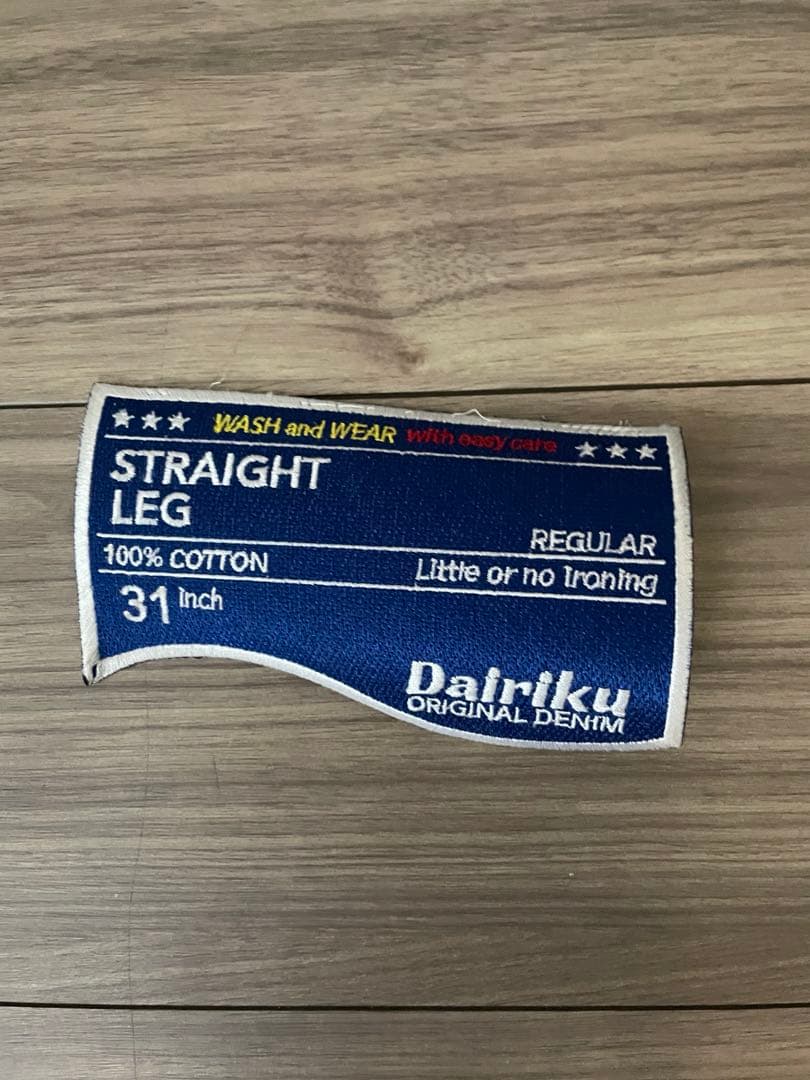 ★★★ WASH and WEAR with easy care ★★★
STRAIGHT
LEG
REGULAR
100% COTTON Little or no Ironing
31 inch
Dairiku
ORIGINAL DENIM